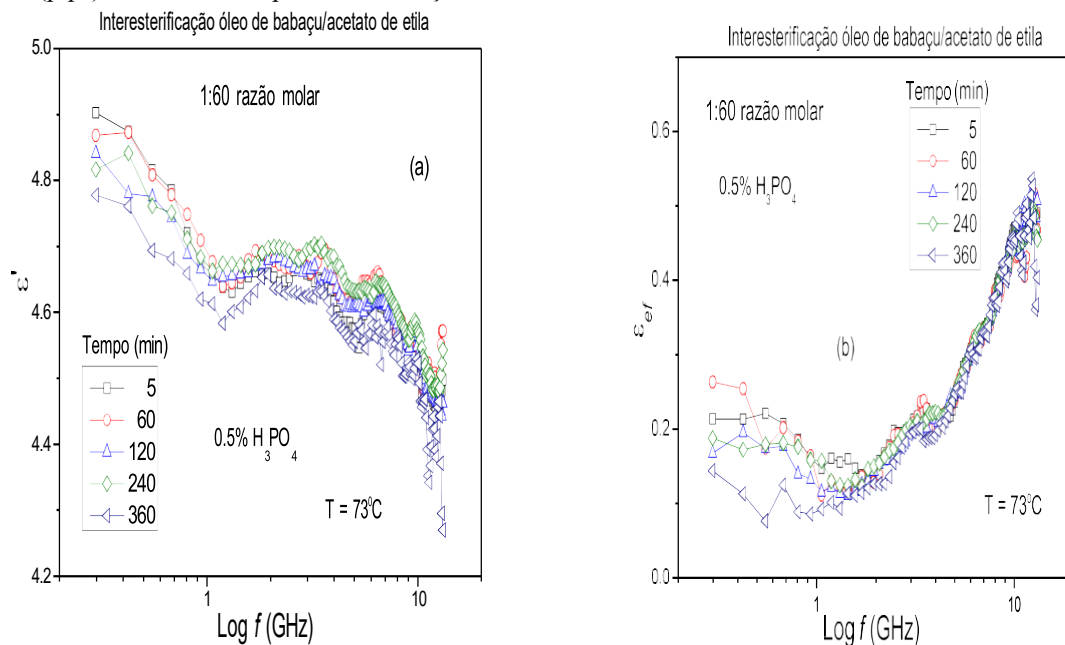 Interesterificação óleo de babaçu/acetato de etila
5.0
4.8
4.6
4.4
4.2
ε'
1:60 razão molar
(a)
Tempo (min)
5
60
120
240
360
0.5% H3PO4
T = 73⁰C
1
10
Log f (GHz)
Interesterificação óleo de babaçu/acetato de etila
0.6
0.4
0.2
0.0
εef
1:60 razão molar
0.5% H3PO4
Tempo (min)
5
60
120
240
360
(b)
T = 73⁰C
1
10
Log f (GHz)